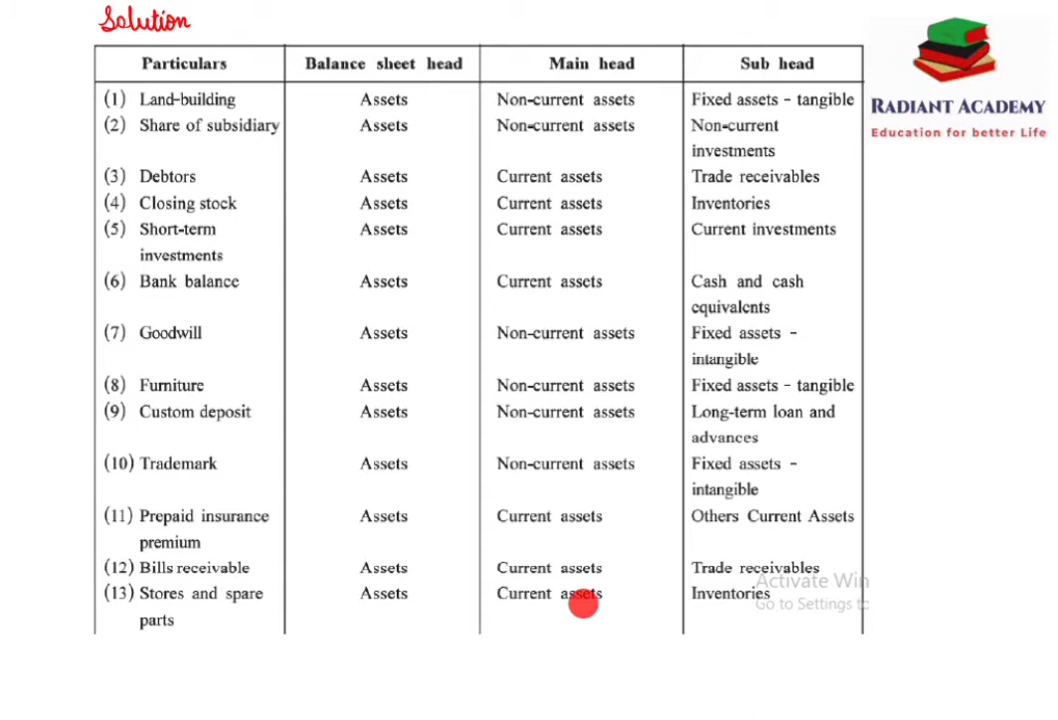 Solution
Particulars Balance sheet head Main head Sub head
(1) Land-building Assets Non-current assets Fixed assets - tangible
(2) Share of subsidiary Assets Non-current assets Non-current
investments
(3) Debtors Assets Current assets Trade receivables
(4) Closing stock Assets Current assets Inventories
(5) Short-term Assets Current assets Current investments
investments
(6) Bank balance Assets Current assets Cash and cash
equivalents
(7) Goodwill Assets Non-current assets Fixed assets -
intangible
(8) Furniture Assets Non-current assets Fixed assets - tangible
(9) Custom deposit Assets Non-current assets Long-term loan and
advances
(10) Trademark Assets Non-current assets Fixed assets -
intangible
(11) Prepaid insurance Assets Current assets Others Current Assets
premium
(12) Bills receivable Assets Current assets Trade receivables
(13) Stores and spare Assets Current assets Inventories
parts
RADIANT ACADEMY
Education for better Life
Activate Win
Go to Settings to